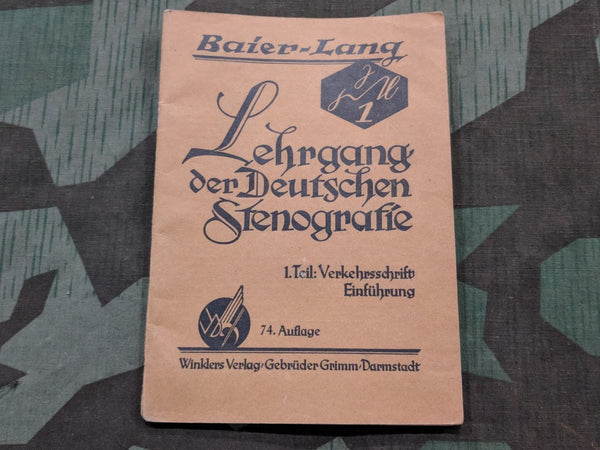 Baier-Lang
1
Lehrgang
der Deutschen
Stenografie
1. Teil: Verkehrsschrift
Einführung
74. Auflage
Winklers Verlag/Gebrüder Grimm/Darmstadt